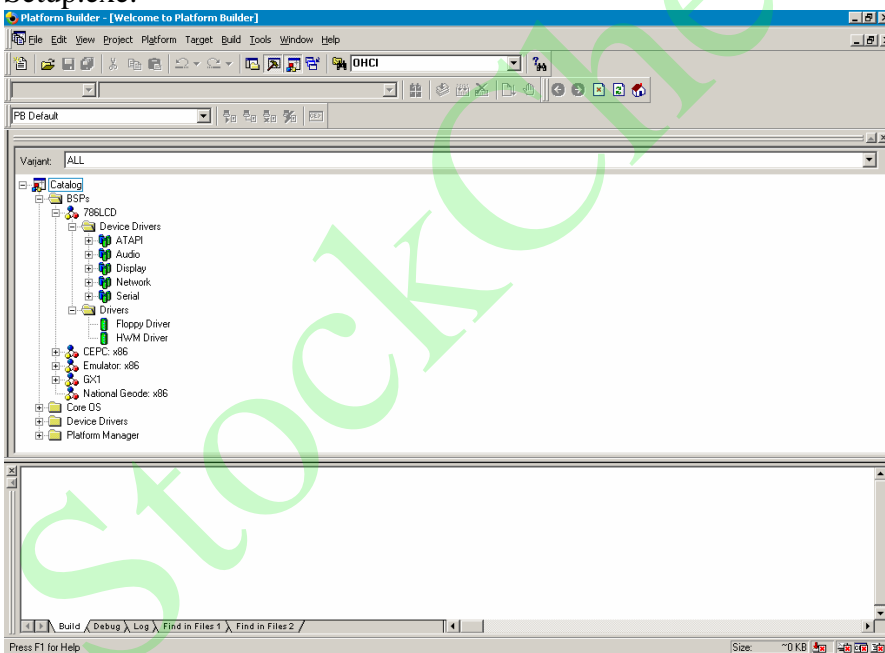 Setup.exe.
Platform Builder - [Welcome to Platform Builder]
File Edit View Project Platform Target Build Tools Window Help
OHCI
PB Default
Variant: ALL
Catalog
BSPs
786LCD
Device Drivers
ATAPI
Audio
Display
Network
Serial
Drivers
Floppy Driver
HWM Driver
CEPC: x86
Emulator: x86
GX1
National Geode: x86
Core OS
Device Drivers
Platform Manager
Build Debug Log Find in Files 1 Find in Files 2
Press F1 for Help Size: ~0 KB
StockChe